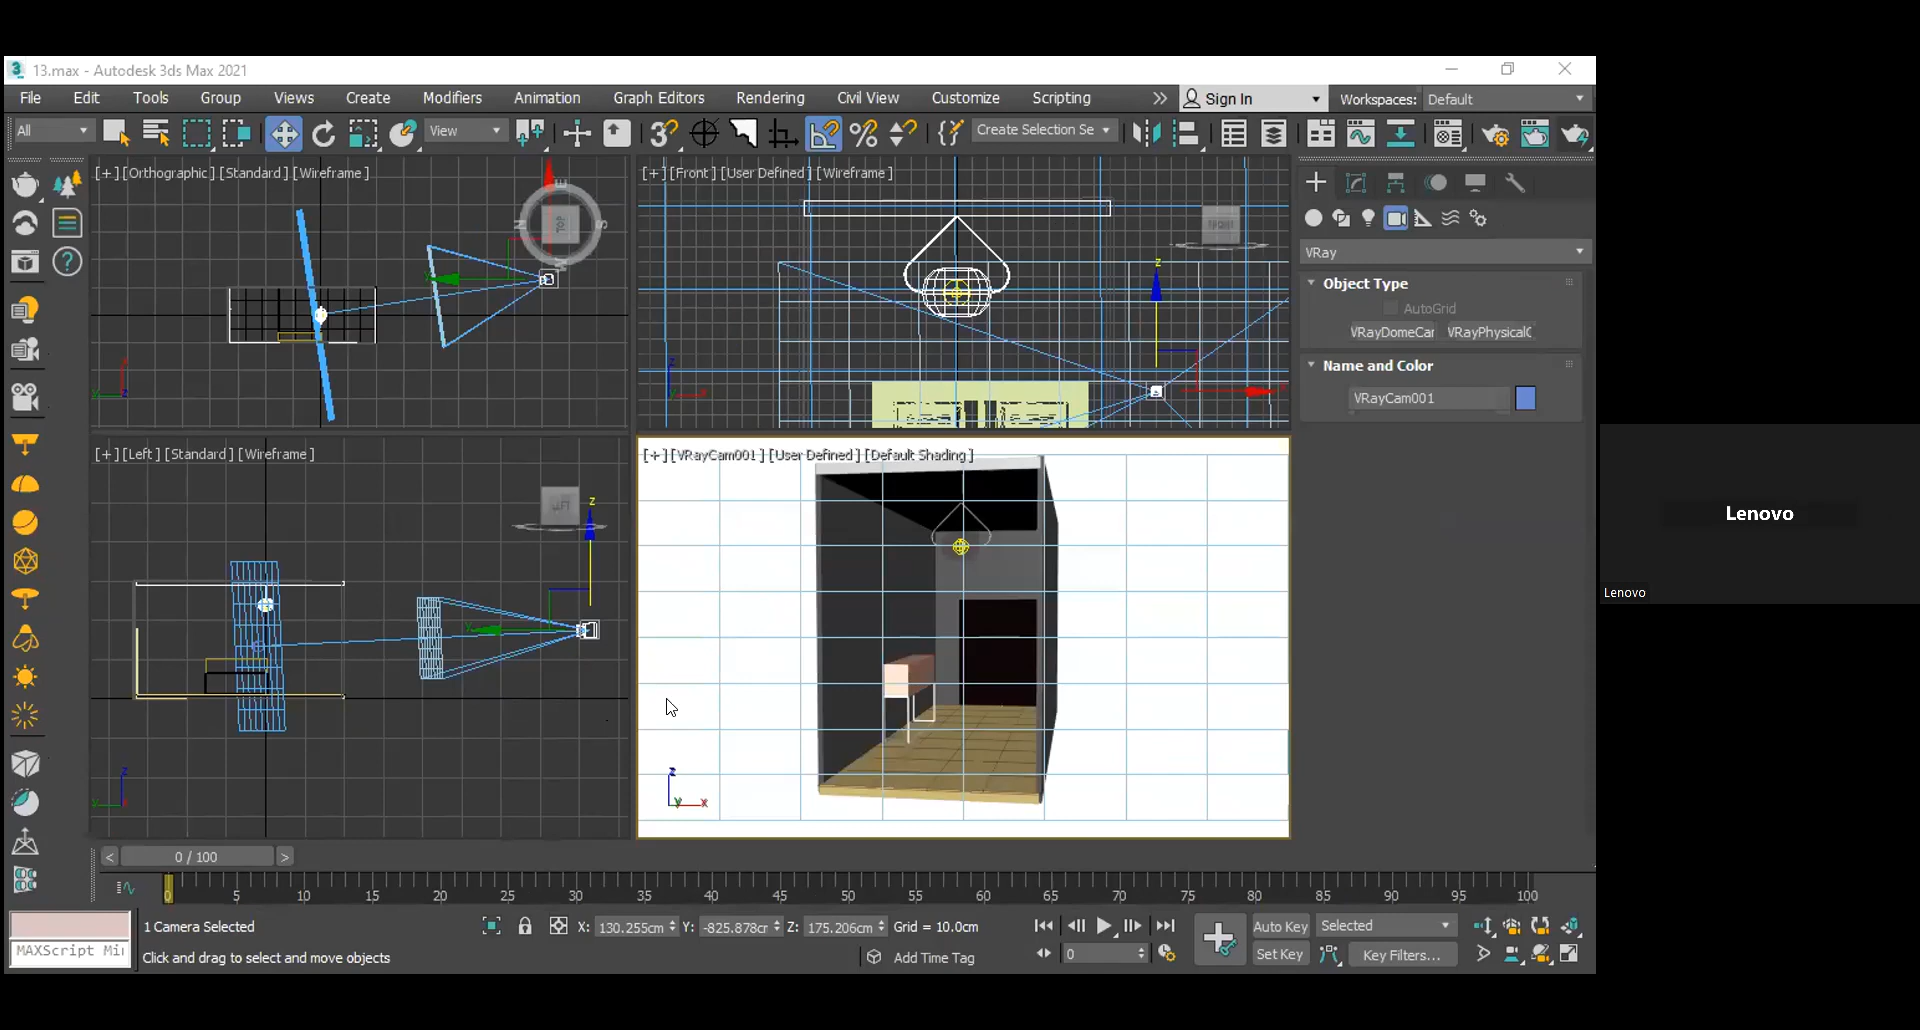 13.max - Autodesk 3ds Max 2021
File Edit Tools Group Views Create Modifiers Animation Graph Editors Rendering Civil View Customize Scripting Sign In Workspaces: Default
All View Create Selection Se
[+] [Orthographic] [Standard] [Wireframe]
TOP
[+] [Front] [User Defined] [Wireframe]
FRONT
z
VRay
Object Type
AutoGrid
VRayDomeCar VRayPhysicalC
Name and Color
VRayCam001
[+] [Left] [Standard] [Wireframe]
z
[+] [VRayCam001] [User Defined] [Default Shading]
z
y x
Lenovo
Lenovo
0 / 100
0 5 10 15 20 25 30 35 40 45 50 55 60 65 70 75 80 85 90 95 100
1 Camera Selected X: 130.255cm Y: -825.878cr Z: 175.206cm Grid = 10.0cm Auto Key Selected
MAXScript Mi
Click and drag to select and move objects Add Time Tag 0 Set Key Key Filters...